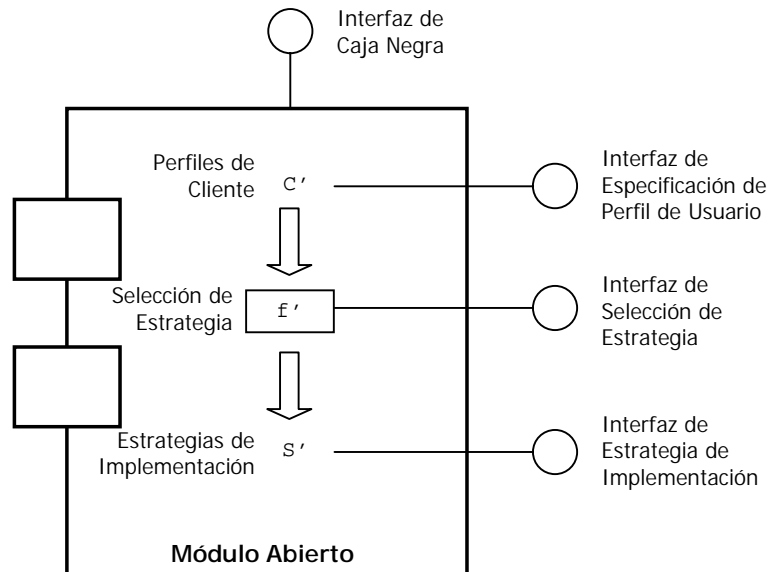 Interfaz de
Caja Negra
Perfiles de
Cliente
C′
Interfaz de
Especificación de
Perfil de Usuario
Selección de
Estrategia
f′
Interfaz de
Selección de
Estrategia
Estrategias de
Implementación
S′
Interfaz de
Estrategia de
Implementación
Módulo Abierto